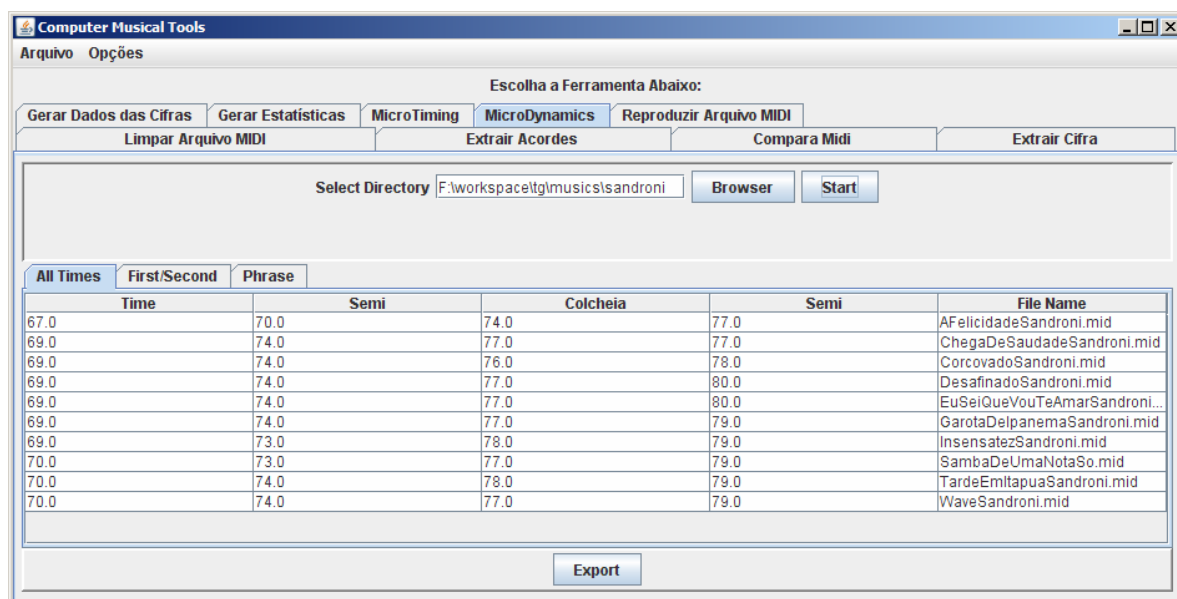 Computer Musical Tools
Arquivo Opções
Escolha a Ferramenta Abaixo:
Gerar Dados das Cifras Gerar Estatísticas MicroTiming MicroDynamics Reproduzir Arquivo MIDI
Limpar Arquivo MIDI Extrair Acordes Compara Midi Extrair Cifra
Select Directory F:\workspace\tg\musics\sandroni Browser Start
All Times First/Second Phrase
Time Semi Colcheia Semi File Name
67.0 70.0 74.0 77.0 AFelicidadeSandroni.mid
69.0 74.0 77.0 77.0 ChegaDeSaudadeSandroni.mid
69.0 74.0 76.0 78.0 CorcovadoSandroni.mid
69.0 74.0 77.0 80.0 DesafinadoSandroni.mid
69.0 74.0 77.0 80.0 EuSeiQueVouTeAmarSandroni...
69.0 74.0 77.0 79.0 GarotaDeIpanemaSandroni.mid
69.0 73.0 78.0 79.0 InsensatezSandroni.mid
70.0 73.0 77.0 79.0 SambaDeUmaNotaSo.mid
70.0 74.0 78.0 79.0 TardeEmItapuaSandroni.mid
70.0 74.0 77.0 79.0 WaveSandroni.mid
Export